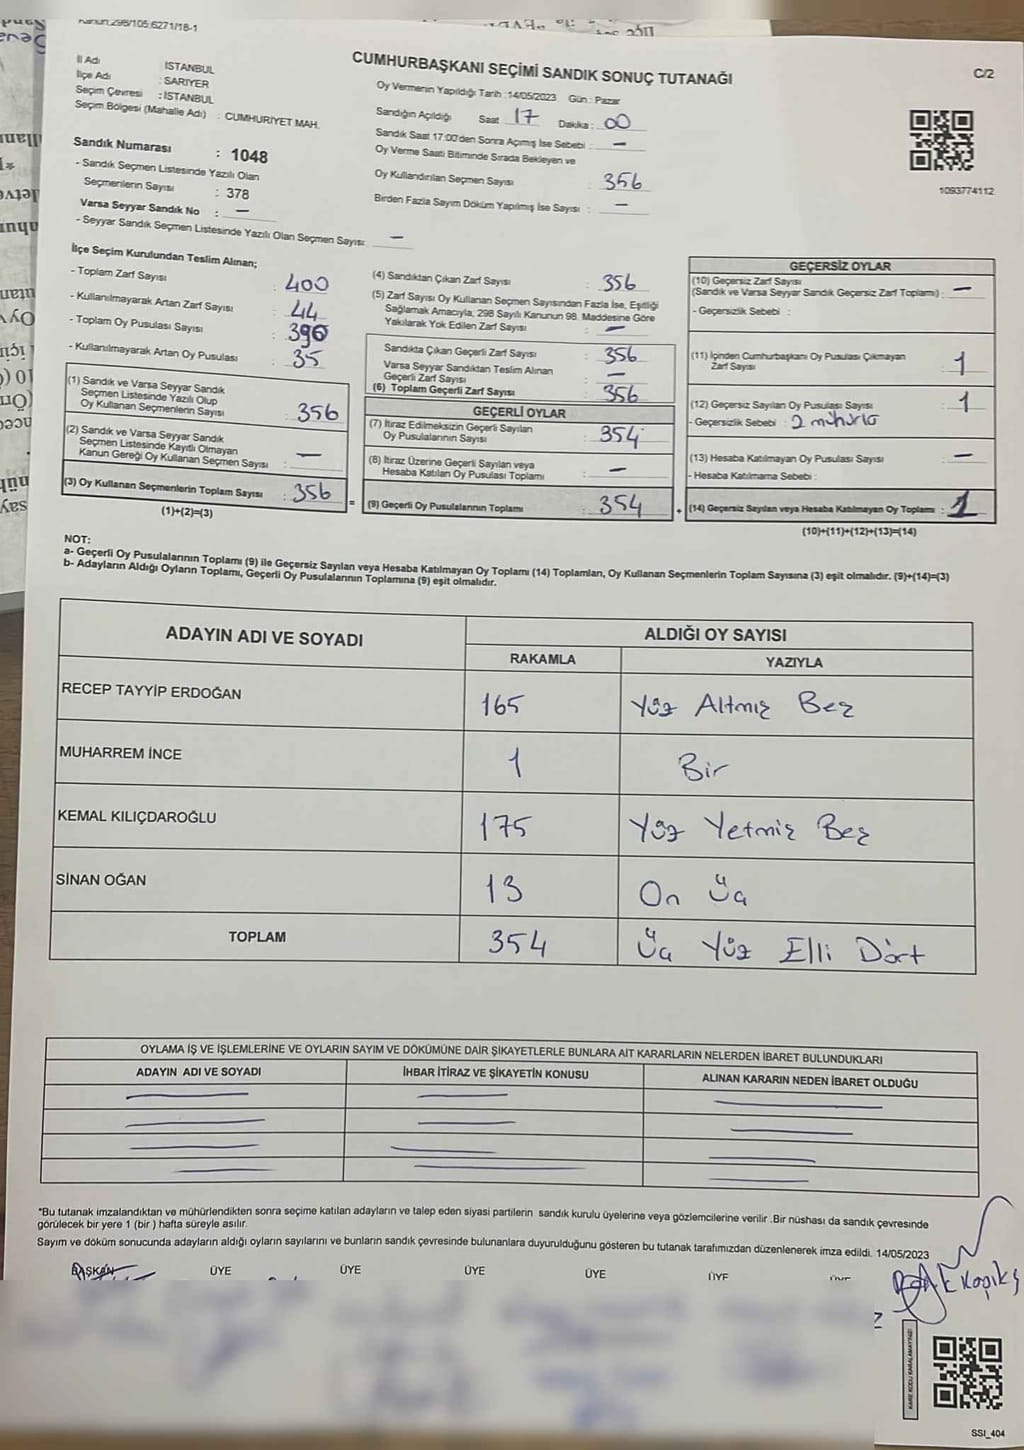 Kanun:298/105:6271/18-1
İl Adı : İSTANBUL
İlçe Adı : SARIYER
Seçim Çevresi : İSTANBUL
Seçim Bölgesi (Mahalle Adı) : CUMHURİYET MAH.
Sandık Numarası : 1048
- Sandık Seçmen Listesinde Yazılı Olan
Seçmenlerin Sayısı : 378
Varsa Seyyar Sandık No : —
- Seyyar Sandık Seçmen Listesinde Yazılı Olan Seçmen Sayısı: —
CUMHURBAŞKANI SEÇİMİ SANDIK SONUÇ TUTANAĞI
C/2
Oy Vermenin Yapıldığı Tarih :14/05/2023 Gün : Pazar
Sandığın Açıldığı Saat 17 Dakika : 00
Sandık Saat 17:00'den Sonra Açımış İse Sebebi : —
Oy Verme Saati Bitiminde Sırada Bekleyen ve
Oy Kullandırılan Seçmen Sayısı : 356
Birden Fazla Sayım Döküm Yapılmış İse Sayısı : —
1093774112
İlçe Seçim Kurulundan Teslim Alınan;
- Toplam Zarf Sayısı : 400
- Kullanılmayarak Artan Zarf Sayısı : 44
- Toplam Oy Pusulası Sayısı : 390
- Kullanılmayarak Artan Oy Pusulası : 35
(1) Sandık ve Varsa Seyyar Sandık
Seçmen Listesinde Yazılı Olup
Oy Kullanan Seçmenlerin Sayısı : 356
(2) Sandık ve Varsa Seyyar Sandık
Seçmen Listesinde Kayıtlı Olmayan
Kanun Gereği Oy Kullanan Seçmen Sayısı : —
(3) Oy Kullanan Seçmenlerin Toplam Sayısı : 356
(1)+(2)=(3)
(4) Sandıktan Çıkan Zarf Sayısı : 356
(5) Zarf Sayısı Oy Kullanan Seçmen Sayısından Fazla İse, Eşitliği
Sağlamak Amacıyla, 298 Sayılı Kanunun 98. Maddesine Göre
Yakılarak Yok Edilen Zarf Sayısı : —
Sandıkta Çıkan Geçerli Zarf Sayısı : 356
Varsa Seyyar Sandıktan Teslim Alınan
Geçerli Zarf Sayısı : —
(6) Toplam Geçerli Zarf Sayısı : 356
GEÇERLİ OYLAR
(7) İtiraz Edilmeksizin Geçerli Sayılan
Oy Pusulalarının Sayısı : 354
(8) İtiraz Üzerine Geçerli Sayılan veya
Hesaba Katılan Oy Pusulası Toplamı : —
= (9) Geçerli Oy Pusulalarının Toplamı : 354
GEÇERSİZ OYLAR
(10) Geçersiz Zarf Sayısı
(Sandık ve Varsa Seyyar Sandık Geçersiz Zarf Toplamı) : —
- Geçersizlik Sebebi :
(11) İçinden Cumhurbaşkanı Oy Pusulası Çıkmayan
Zarf Sayısı : 1
(12) Geçersiz Sayılan Oy Pusulası Sayısı : 1
- Geçersizlik Sebebi : 2 mühürlü
(13) Hesaba Katılmayan Oy Pusulası Sayısı : —
- Hesaba Katılmama Sebebi :
+ (14) Geçersiz Sayılan veya Hesaba Katılmayan Oy Toplamı : 1
(10)+(11)+(12)+(13)=(14)
NOT:
a- Geçerli Oy Pusulalarının Toplamı (9) ile Geçersiz Sayılan veya Hesaba Katılmayan Oy Toplamı (14) Toplamları, Oy Kullanan Seçmenlerin Toplam Sayısına (3) eşit olmalıdır. (9)+(14)=(3)
b- Adayların Aldığı Oyların Toplamı, Geçerli Oy Pusulalarının Toplamına (9) eşit olmalıdır.
ADAYIN ADI VE SOYADI ALDIĞI OY SAYISI
RAKAMLA YAZIYLA
RECEP TAYYİP ERDOĞAN 165 Yüz Altmış Beş
MUHARREM İNCE 1 Bir
KEMAL KILIÇDAROĞLU 175 Yüz Yetmiş Beş
SİNAN OĞAN 13 On Üç
TOPLAM 354 Üç Yüz Elli Dört
OYLAMA İŞ VE İŞLEMLERİNE VE OYLARIN SAYIM VE DÖKÜMÜNE DAİR ŞİKAYETLERLE BUNLARA AİT KARARLARIN NELERDEN İBARET BULUNDUKLARI
ADAYIN ADI VE SOYADI İHBAR İTİRAZ VE ŞİKAYETİN KONUSU ALINAN KARARIN NEDEN İBARET OLDUĞU
*Bu tutanak imzalandıktan ve mühürlendikten sonra seçime katılan adayların ve talep eden siyasi partilerin sandık kurulu üyelerine veya gözlemcilerine verilir .Bir nüshası da sandık çevresinde
görülecek bir yere 1 (bir ) hafta süreyle asılır.
Sayım ve döküm sonucunda adayların aldığı oyların sayılarını ve bunların sandık çevresinde bulunanlara duyurulduğunu gösteren bu tutanak tarafımızdan düzenlenerek imza edildi. 14/05/2023
BAŞKAN ÜYE ÜYE ÜYE ÜYE ÜYE ÜYE
KARE KODU KARALAMAYINIZ!
SSI_404